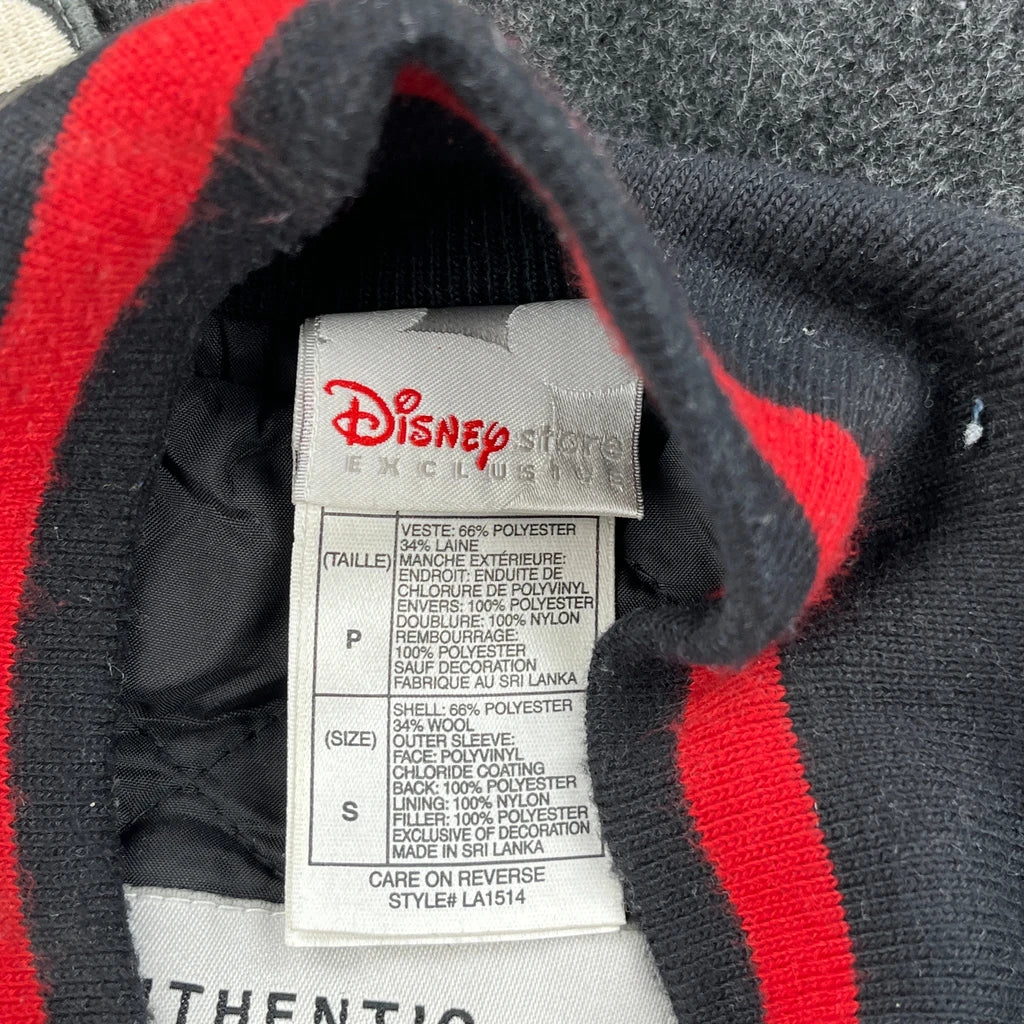 Disney store
EXCLUSIVE
(TAILLE)
P
VESTE: 66% POLYESTER
34% LAINE
MANCHE EXTÉRIEURE:
ENDROIT: ENDUITE DE
CHLORURE DE POLYVINYL
ENVERS: 100% POLYESTER
DOUBLURE: 100% NYLON
REMBOURRAGE:
100% POLYESTER
SAUF DECORATION
FABRIQUE AU SRI LANKA
(SIZE)
S
SHELL: 66% POLYESTER
34% WOOL
OUTER SLEEVE:
FACE: POLYVINYL
CHLORIDE COATING
BACK: 100% POLYESTER
LINING: 100% NYLON
FILLER: 100% POLYESTER
EXCLUSIVE OF DECORATION
MADE IN SRI LANKA
CARE ON REVERSE
STYLE# LA1514